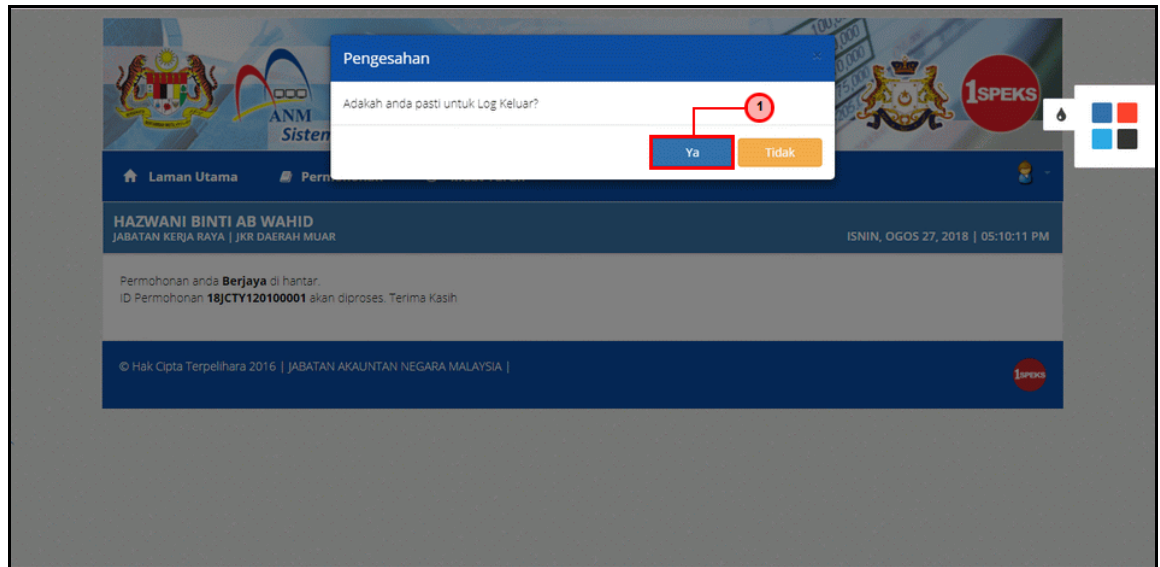 Pengesahan
×
Adakah anda pasti untuk Log Keluar?
1
Ya
Tidak
ANM
Sistem
1SPEKS
Laman Utama
HAZWANI BINTI AB WAHID
JABATAN KERJA RAYA | JKR DAERAH MUAR
ISNIN, OGOS 27, 2018 | 05:10:11 PM
Permohonan anda Berjaya di hantar.
ID Permohonan 18JCTY120100001 akan diproses. Terima Kasih
© Hak Cipta Terpelihara 2016 | JABATAN AKAUNTAN NEGARA MALAYSIA |
1SPEKS